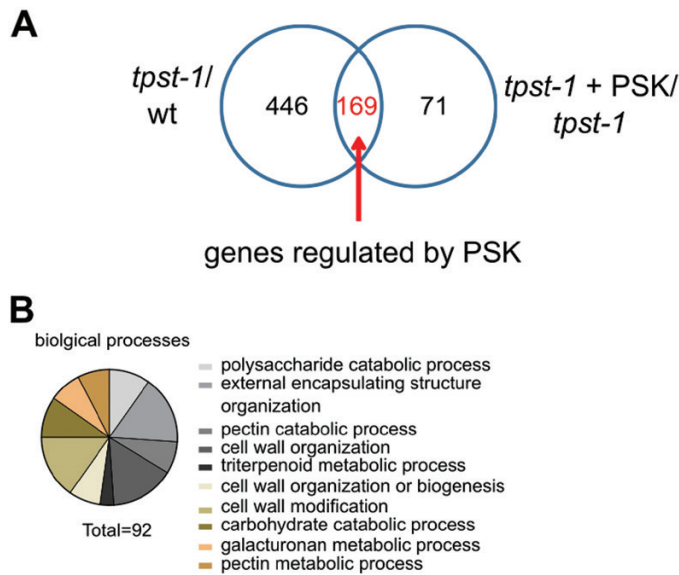 A
tpst-1/
wt
446
169
71
tpst-1 + PSK/
tpst-1
genes regulated by PSK
B
biolgical processes
Total=92
polysaccharide catabolic process
external encapsulating structure
organization
pectin catabolic process
cell wall organization
triterpenoid metabolic process
cell wall organization or biogenesis
cell wall modification
carbohydrate catabolic process
galacturonan metabolic process
pectin metabolic process